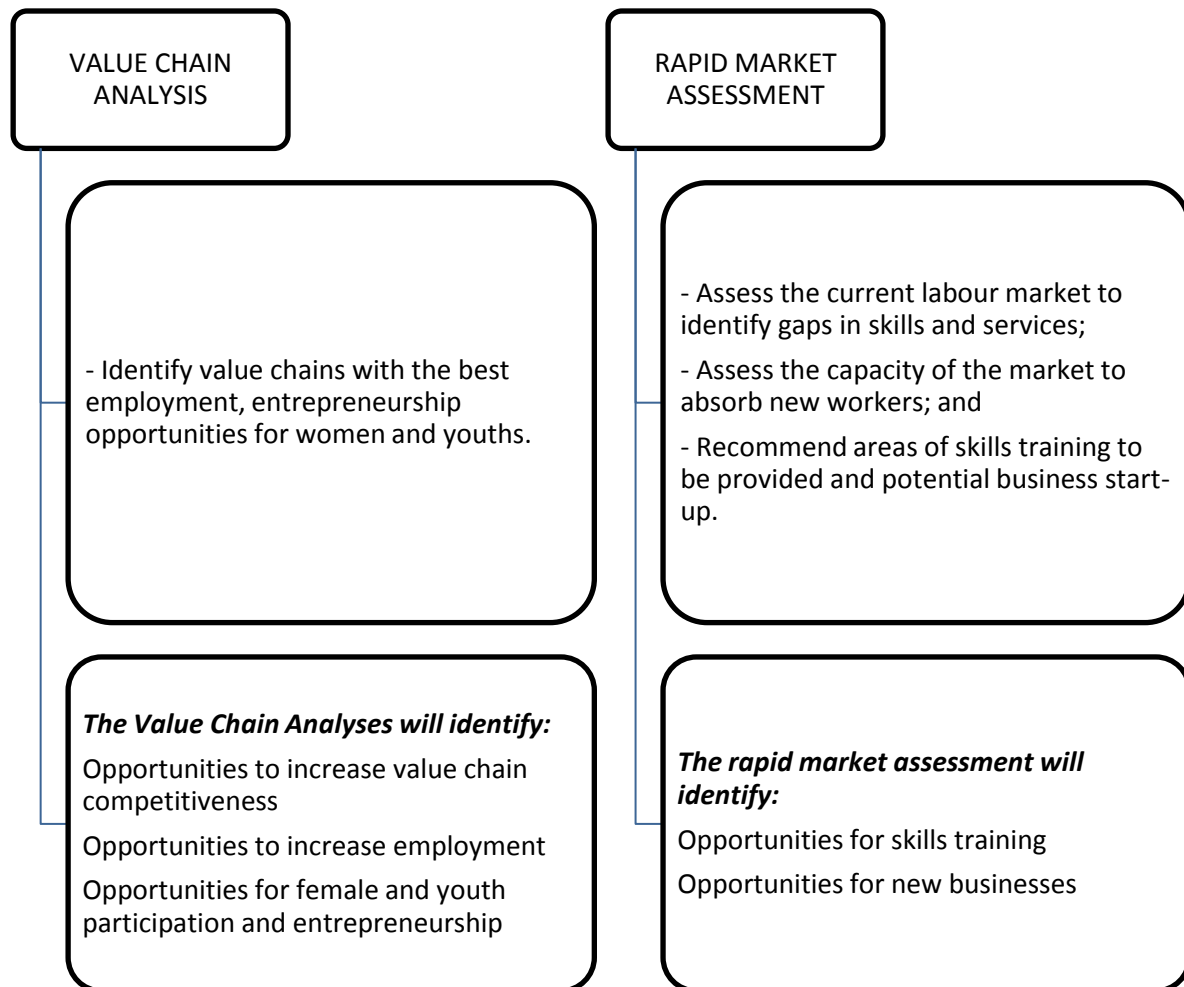 VALUE CHAIN
ANALYSIS
- Identify value chains with the best
employment, entrepreneurship
opportunities for women and youths.
The Value Chain Analyses will identify:
Opportunities to increase value chain
competitiveness
Opportunities to increase employment
Opportunities for female and youth
participation and entrepreneurship
RAPID MARKET
ASSESSMENT
- Assess the current labour market to
identify gaps in skills and services;
- Assess the capacity of the market to
absorb new workers; and
- Recommend areas of skills training to
be provided and potential business start-
up.
The rapid market assessment will
identify:
Opportunities for skills training
Opportunities for new businesses